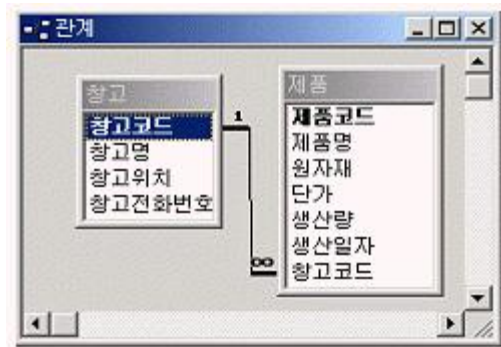 관계
창고
창고코드
창고명
창고위치
창고전화번호
1
∞
제품
제품코드
제품명
원자재
단가
생산량
생산일자
창고코드